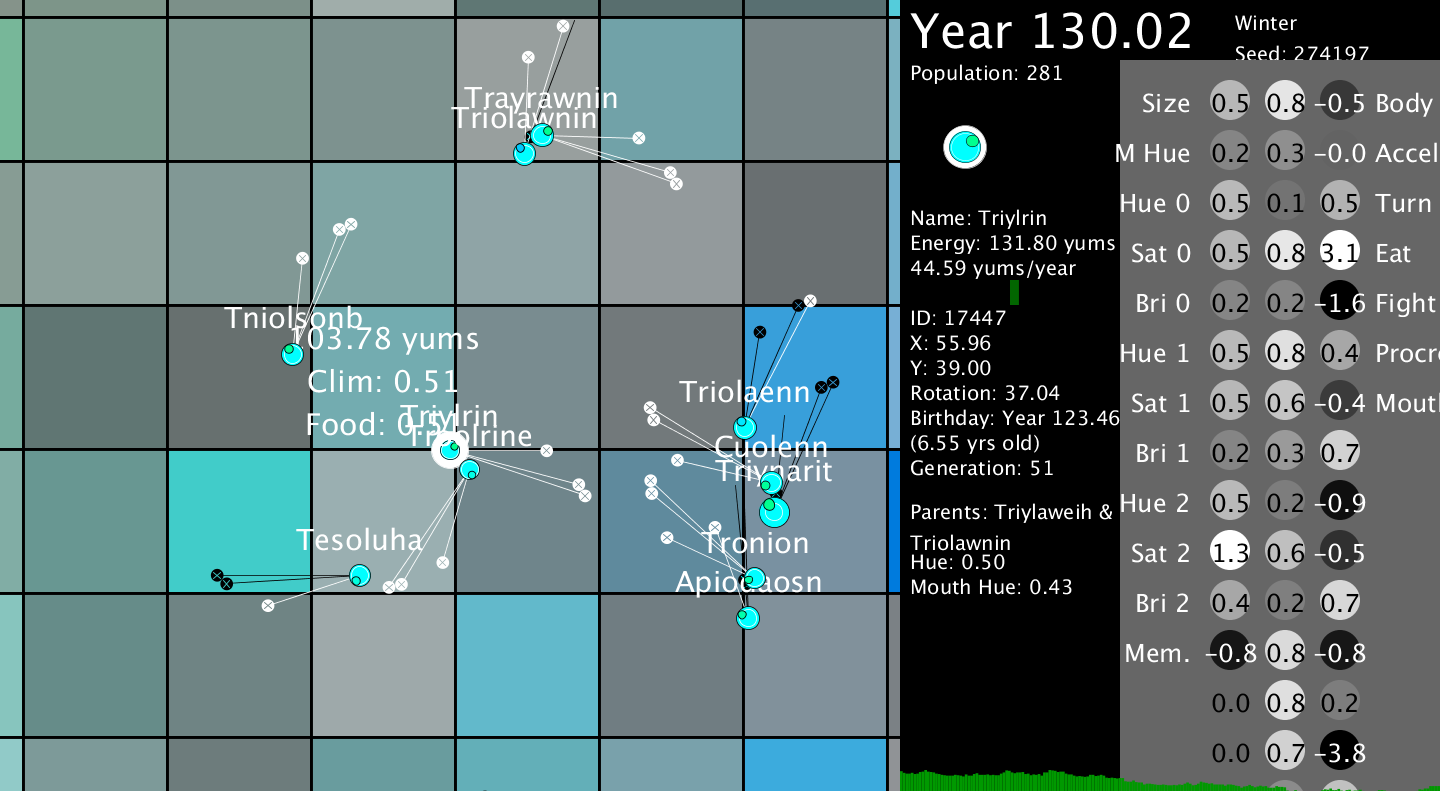 Trayrawnin
Triolawnin
Tniolsonb
103.78 yums
Clim: 0.51
Food: 0.51
Triylrin
Triolaenn
Cuolenn
Triynarit
Tesoluha
Tronion
Year 130.02
Winter
Seed: 274197
Population: 281
Name: Triylrin
Energy: 131.80 yums
44.59 yums/year
ID: 17447
X: 55.96
Y: 39.00
Rotation: 37.04
Birthday: Year 123.46
(6.55 yrs old)
Generation: 51
Parents: Triylaweih &
Triolawnin
Hue: 0.50
Mouth Hue: 0.43
Size 0.5 0.8 -0.5 Body
M Hue 0.2 0.3 -0.0 Accel
Hue 0 0.5 0.1 0.5 Turn
Sat 0 0.5 0.8 3.1 Eat
Bri 0 0.2 0.2 -1.6 Fight
Hue 1 0.5 0.8 0.4 Procr
Sat 1 0.5 0.6 -0.4 Mout
Bri 1 0.2 0.3 0.7
Hue 2 0.5 0.2 -0.9
Sat 2 1.3 0.6 -0.5
Bri 2 0.4 0.2 0.7
Mem. -0.8 0.8 -0.8
0.0 0.8 0.2
0.0 0.7 -3.8